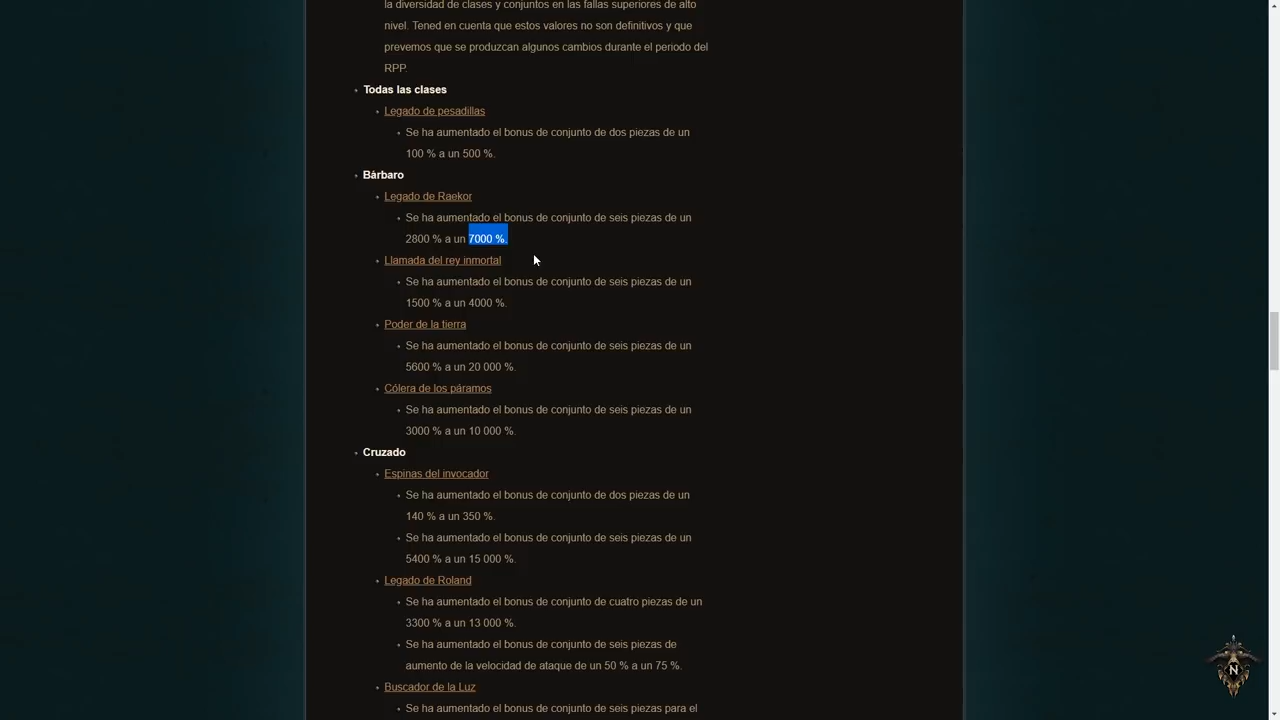 la diversidad de clases y conjuntos en las fallas superiores de alto
nivel. Tened en cuenta que estos valores no son definitivos y que
prevemos que se produzcan algunos cambios durante el periodo del
RPP.
Todas las clases
Legado de pesadillas
Se ha aumentado el bonus de conjunto de dos piezas de un
100 % a un 500 %.
Bárbaro
Legado de Raekor
Se ha aumentado el bonus de conjunto de seis piezas de un
2800 % a un 7000 %.
Llamada del rey inmortal
Se ha aumentado el bonus de conjunto de seis piezas de un
1500 % a un 4000 %.
Poder de la tierra
Se ha aumentado el bonus de conjunto de seis piezas de un
5600 % a un 20 000 %.
Cólera de los páramos
Se ha aumentado el bonus de conjunto de seis piezas de un
3000 % a un 10 000 %.
Cruzado
Espinas del invocador
Se ha aumentado el bonus de conjunto de dos piezas de un
140 % a un 350 %.
Se ha aumentado el bonus de conjunto de seis piezas de un
5400 % a un 15 000 %.
Legado de Roland
Se ha aumentado el bonus de conjunto de cuatro piezas de un
3300 % a un 13 000 %.
Se ha aumentado el bonus de conjunto de seis piezas de
aumento de la velocidad de ataque de un 50 % a un 75 %.
Buscador de la Luz
Se ha aumentado el bonus de conjunto de seis piezas para el
N